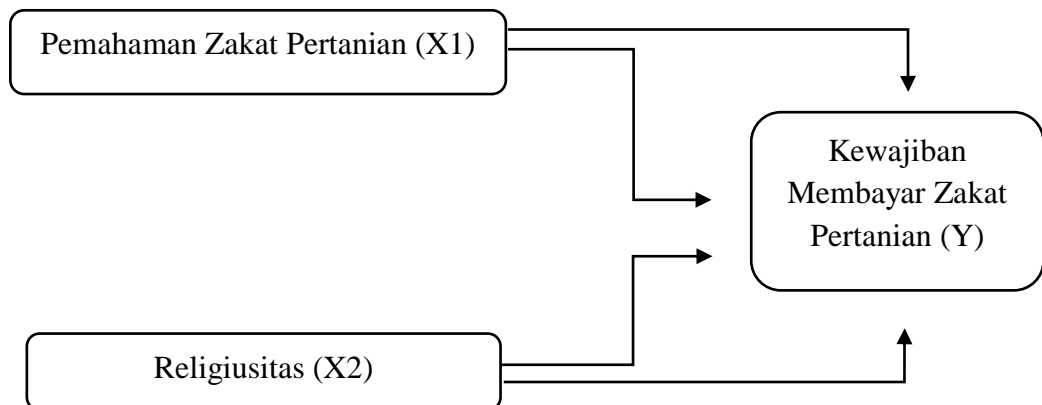 Pemahaman Zakat Pertanian (X1)
Kewajiban
Membayar Zakat
Pertanian (Y)
Religiusitas (X2)